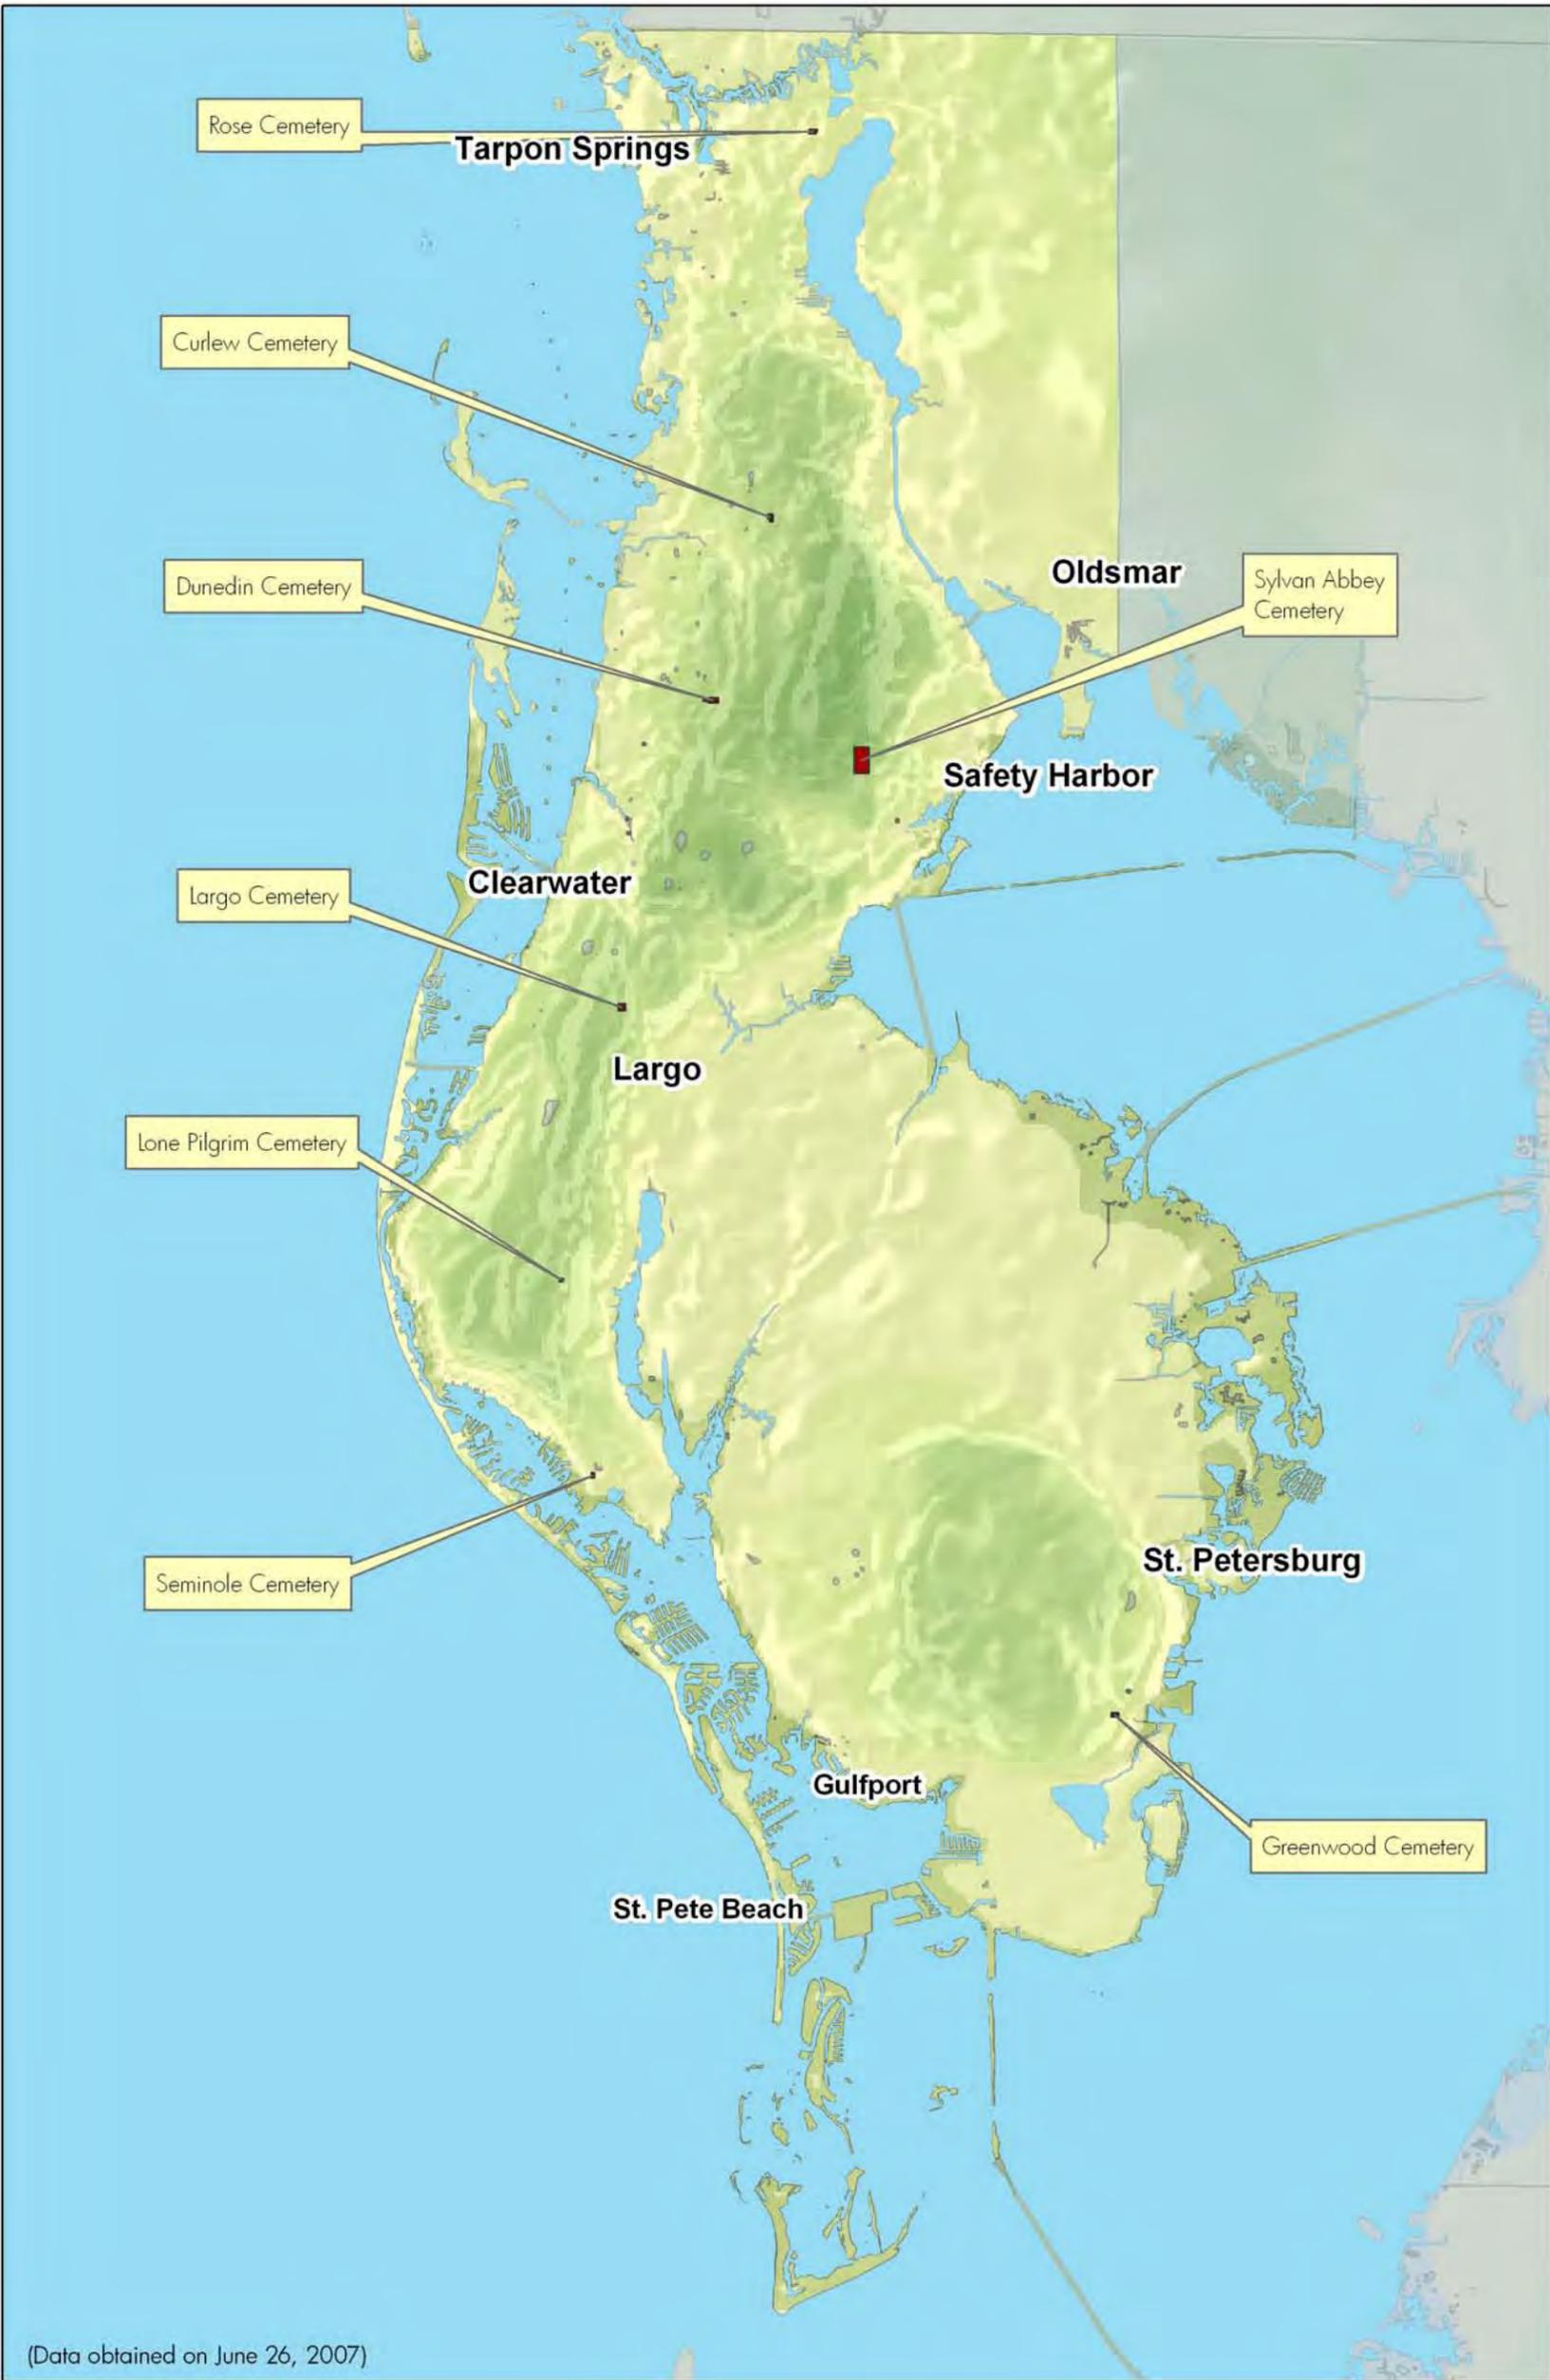 Rose Cemetery
Tarpon Springs
Curlew Cemetery
Oldsmar
Sylvan Abbey
Cemetery
Dunedin Cemetery
Safety Harbor
Clearwater
Largo Cemetery
Largo
Lone Pilgrim Cemetery
St. Petersburg
Seminole Cemetery
Gulfport
Greenwood Cemetery
St. Pete Beach
(Data obtained on June 26, 2007)